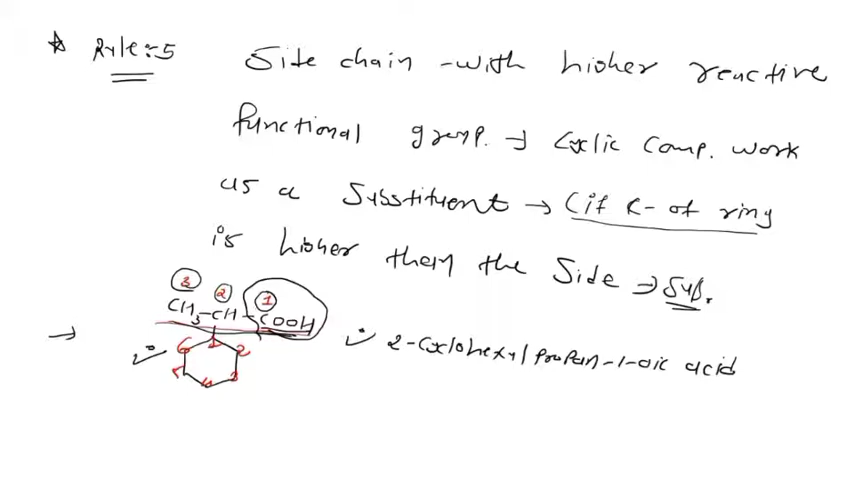 * Rule:5 Side chain -with higher reactive
functional group. → Cyclic Comp. work
as a Substituent → (if C- of ring
is higher then the Side → Sub.
3 2 1
CH3-CH-COOH
→ 2-Cyclohexylpropan-1-oic acid
6 1 2
5 4 3